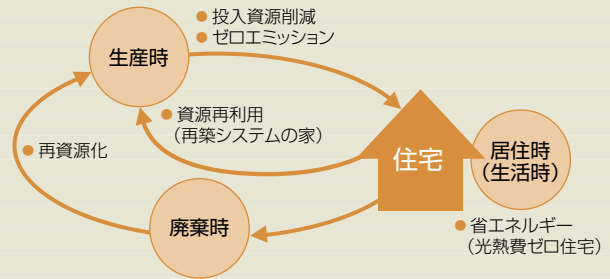 ● 投入資源削減
● ゼロエミッション
生産時
● 資源再利用
（再築システムの家）
● 再資源化
住宅
居住時
（生活時）
廃棄時
● 省エネルギー
（光熱費ゼロ住宅）